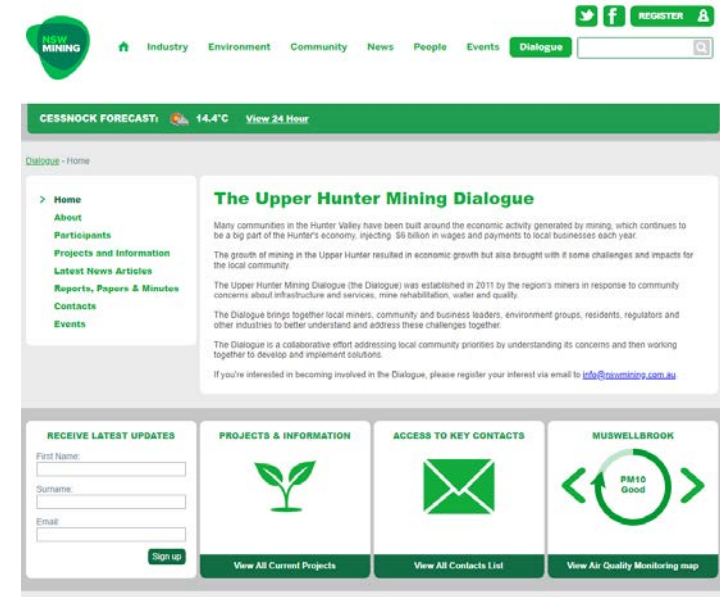 REGISTER
NSW
MINING
Industry Environment Community News People Events Dialogue
CESSNOCK FORECAST: 14.4°C View 24 Hour
Dialogue - Home
> Home
About
Participants
Projects and Information
Latest News Articles
Reports, Papers & Minutes
Contacts
Events
The Upper Hunter Mining Dialogue
Many communities in the Hunter Valley have been built around the economic activity generated by mining, which continues to
be a big part of the Hunter's economy, injecting $6 billion in wages and payments to local businesses each year.
The growth of mining in the Upper Hunter resulted in economic growth but also brought with it some challenges and impacts for
the local community.
The Upper Hunter Mining Dialogue (the Dialogue) was established in 2011 by the region's miners in response to community
concerns about infrastructure and services, mine rehabilitation, water and quality.
The Dialogue brings together local miners, community and business leaders, environment groups, residents, regulators and
other industries to better understand and address these challenges together.
The Dialogue is a collaborative effort addressing local community priorities by understanding its concerns and then working
together to develop and implement solutions.
If you're interested in becoming involved in the Dialogue, please register your interest via email to info@nswmining.com.au.
RECEIVE LATEST UPDATES
First Name:
Surname:
Email:
Sign up
PROJECTS & INFORMATION
View All Current Projects
ACCESS TO KEY CONTACTS
View All Contacts List
MUSWELLBROOK
PM10
Good
View Air Quality Monitoring map